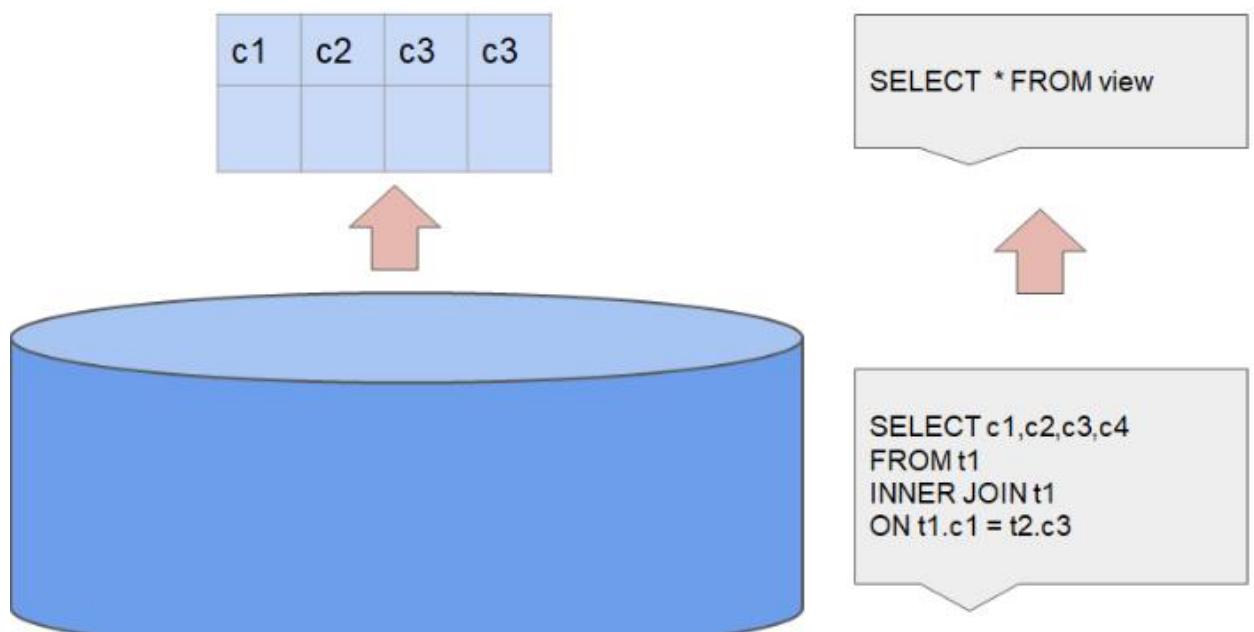 c1 c2 c3 c3
SELECT * FROM view
SELECT c1,c2,c3,c4
FROM t1
INNER JOIN t1
ON t1.c1 = t2.c3